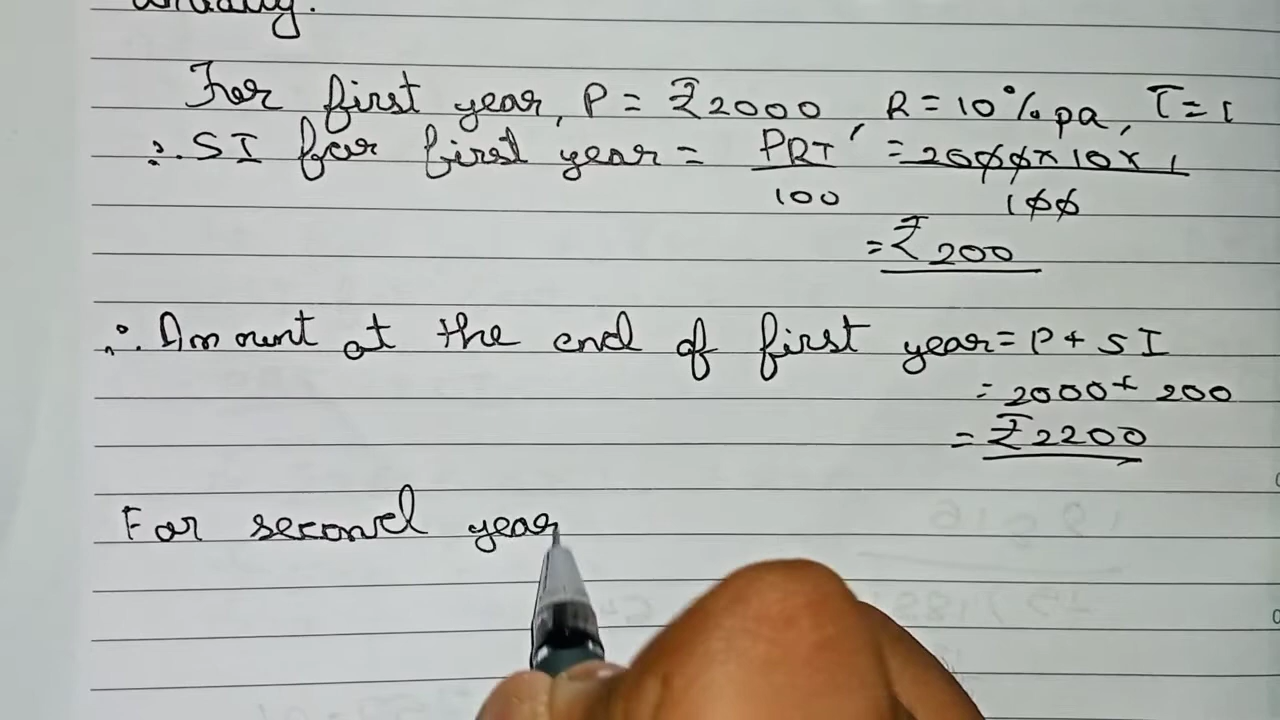 For first year, P = ₹2000, R = 10% pa, T = 1
∴ SI for first year = PRT/100 = 2000 × 10 × 1/100
= ₹200
∴ Amount at the end of first year = P + SI
= 2000 + 200
= ₹2200
For second year